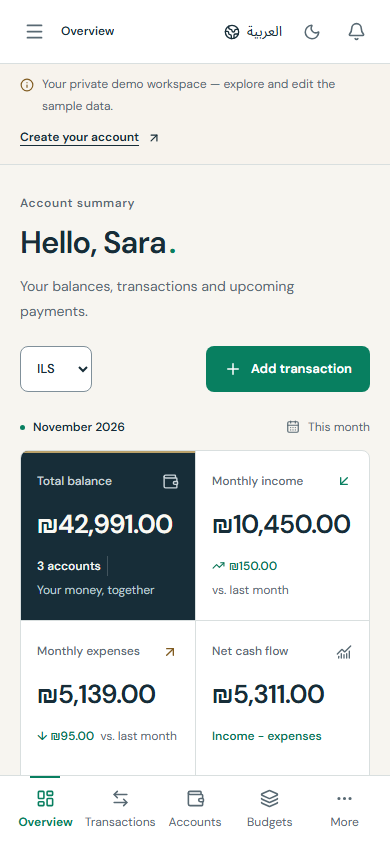 Overview
العربية
Your private demo workspace — explore and edit the
sample data.
Create your account
Account summary
Hello, Sara.
Your balances, transactions and upcoming
payments.
ILS
Add transaction
November 2026
This month
Total balance
₪42,991.00
3 accounts
Your money, together
Monthly income
₪10,450.00
₪150.00
vs. last month
Monthly expenses
₪5,139.00
₪95.00 vs. last month
Net cash flow
₪5,311.00
Income − expenses
Overview
Transactions
Accounts
Budgets
More